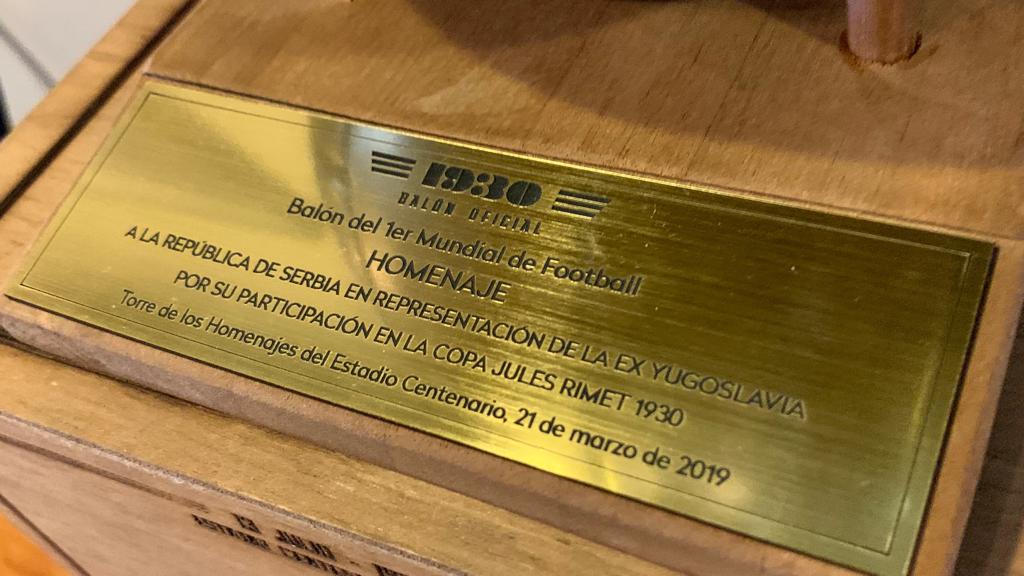 1930
BALÓN OFICIAL
Balón del 1er Mundial de Football
HOMENAJE
A LA REPÚBLICA DE SERBIA EN REPRESENTACIÓN DE LA EX YUGOSLAVIA
POR SU PARTICIPACIÓN EN LA COPA JULES RIMET 1930
Torre de los Homenajes del Estadio Centenario, 21 de marzo de 2019
13 JULIO